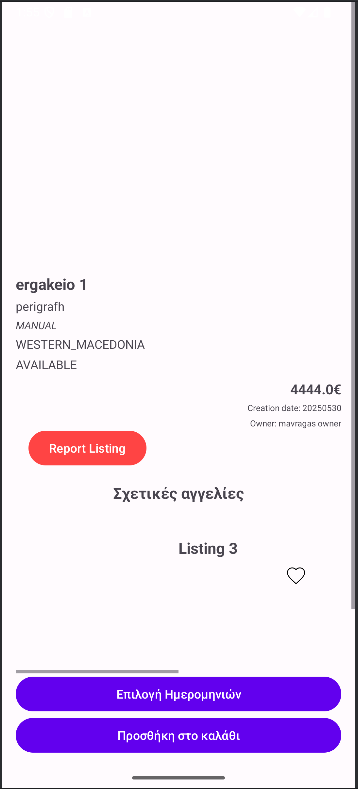 ergakeio 1
perigrafh
MANUAL
WESTERN_MACEDONIA
AVAILABLE
4444.0€
Creation date: 20250530
Owner: mavragas owner
Report Listing
Σχετικές αγγελίες
Listing 3
Επιλογή Ημερομηνιών
Προσθήκη στο καλάθι